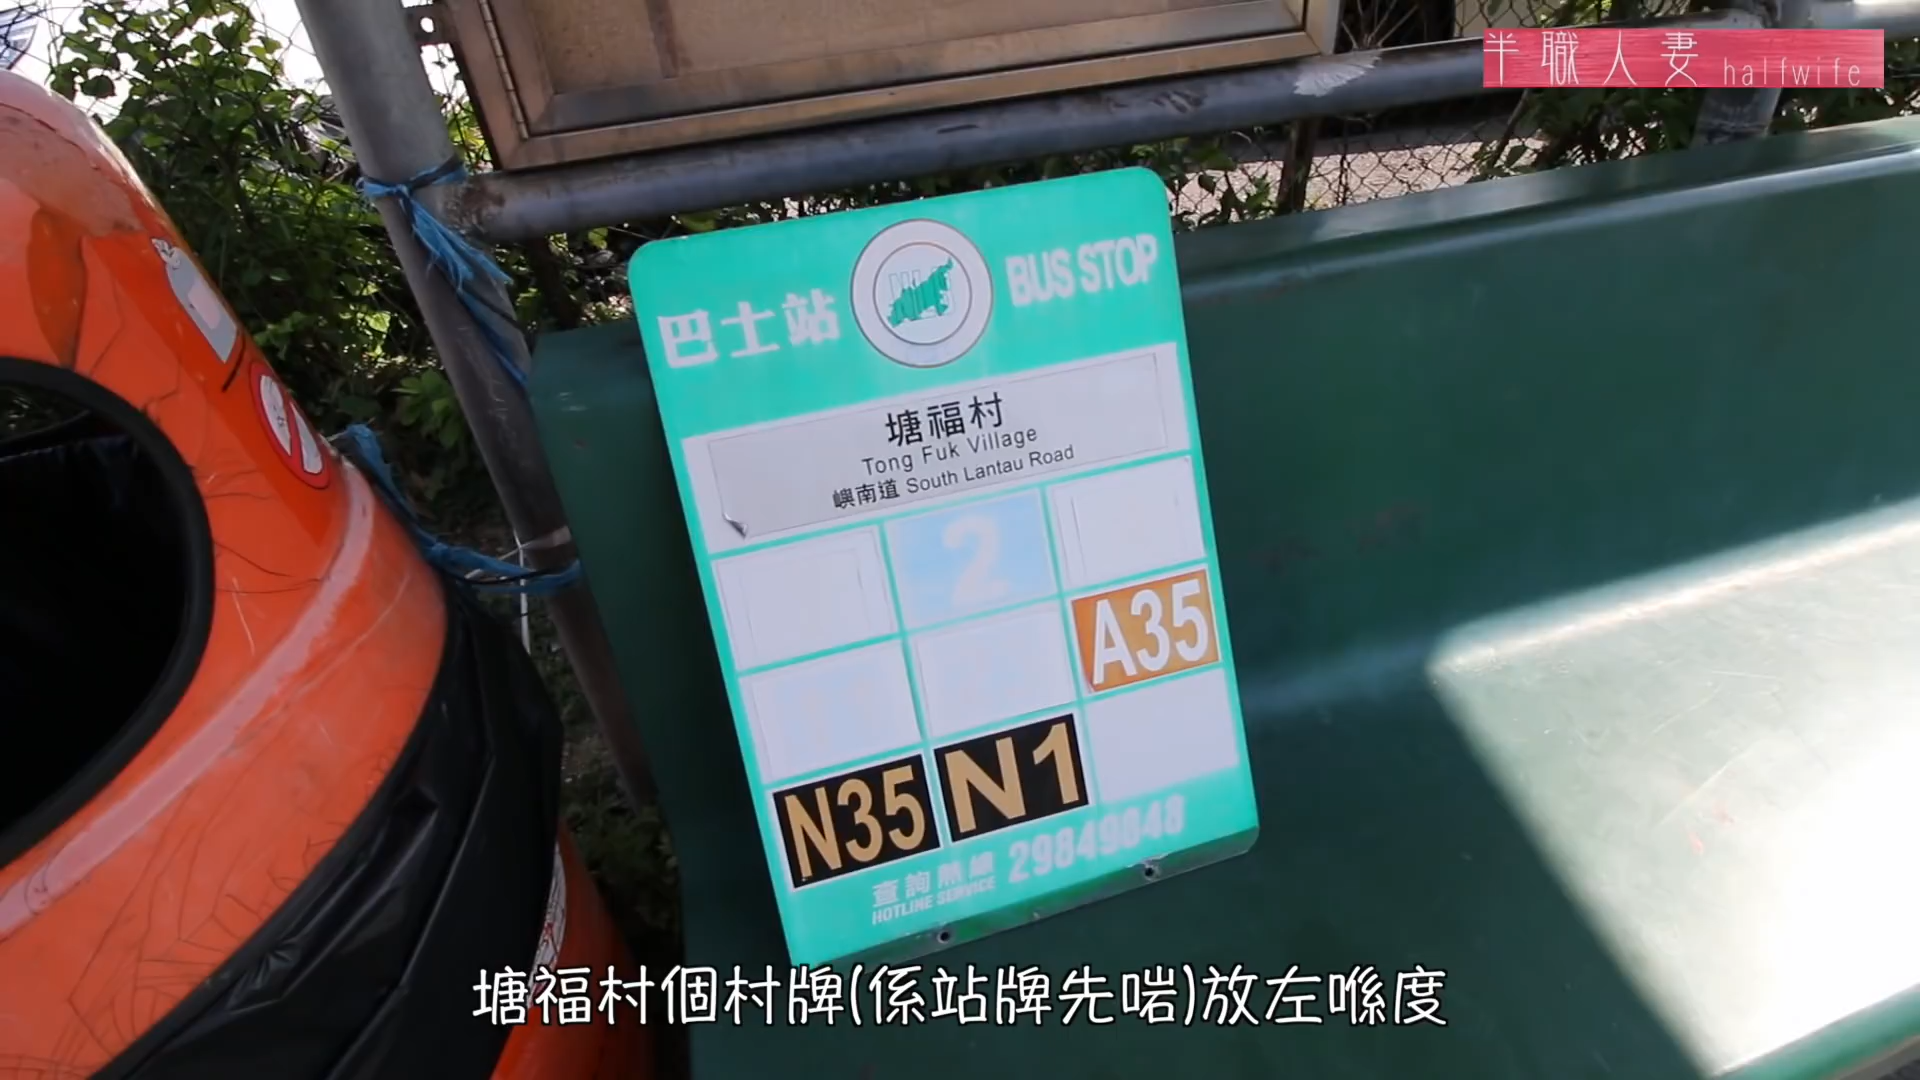 半職人妻 halfwife
巴士站
BUS STOP
塘福村
Tong Fuk Village
嶼南道 South Lantau Road
2
A35
N35
N1
查詢熱線
HOTLINE SERVICE
29849848
塘福村個村牌(係站牌先啱)放左喺度